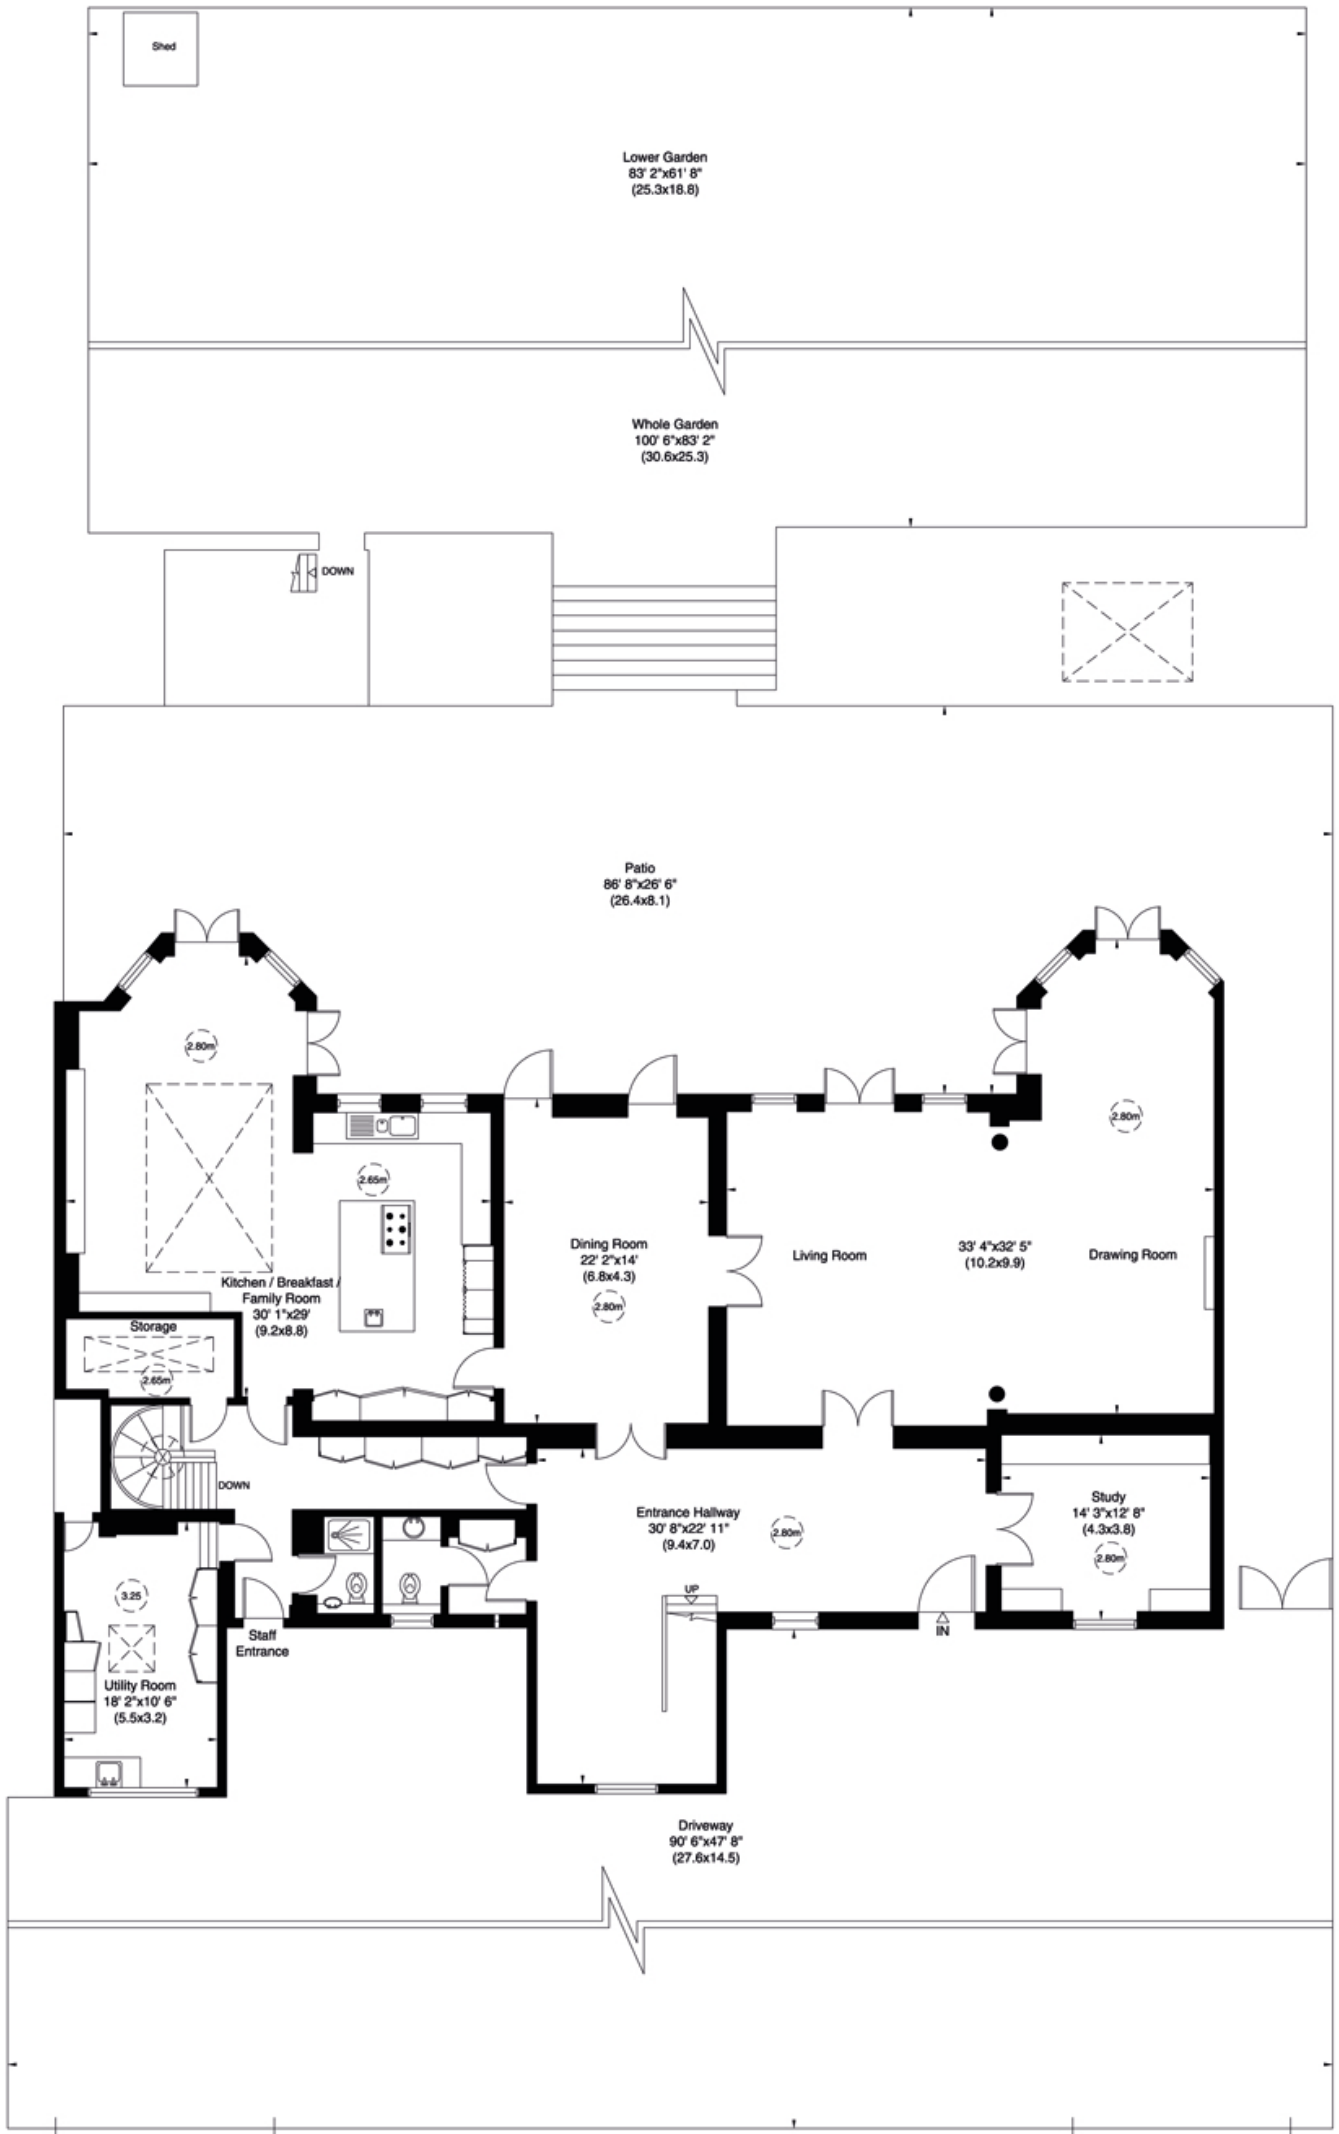 Shed
Lower Garden
83' 2"x61' 8"
(25.3x18.8)
Whole Garden
100' 6"x83' 2"
(30.6x25.3)
DOWN
Patio
86' 8"x26' 6"
(26.4x8.1)
2.80m
2.80m
2.65m
Dining Room
22' 2"x14'
(6.8x4.3)
2.80m
Living Room
33' 4"x32' 5"
(10.2x9.9)
Drawing Room
Kitchen / Breakfast /
Family Room
30' 1"x29'
(9.2x8.8)
Storage
2.65m
DOWN
Entrance Hallway
30' 8"x22' 11"
(9.4x7.0)
2.80m
Study
14' 3"x12' 8"
(4.3x3.8)
2.80m
UP
IN
3.25
Staff
Entrance
Utility Room
18' 2"x10' 6"
(5.5x3.2)
Driveway
90' 6"x47' 8"
(27.6x14.5)